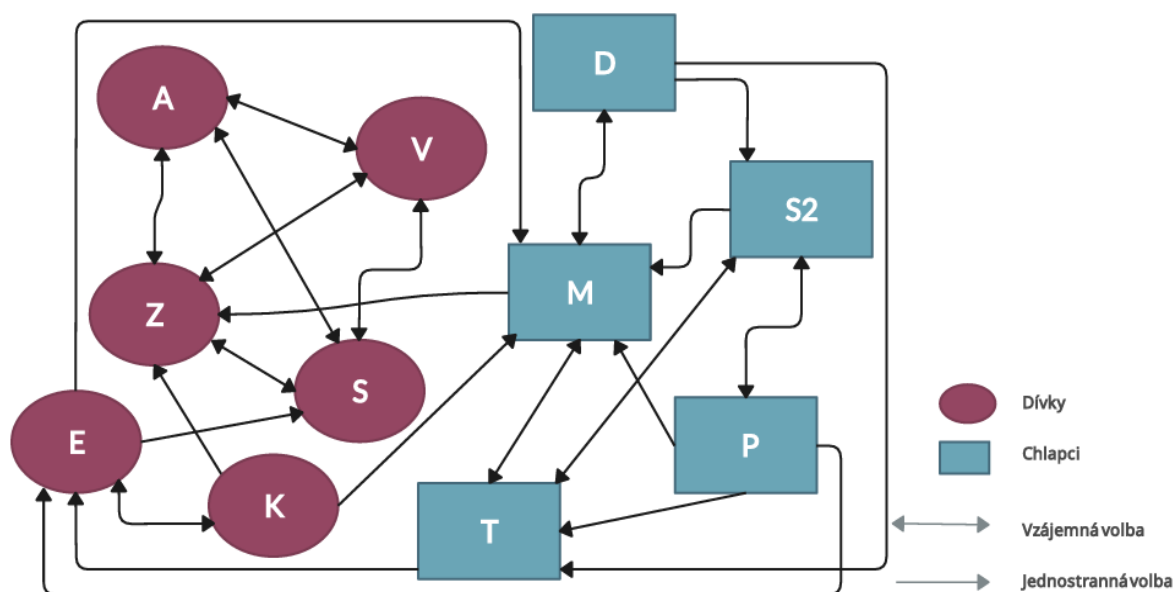 D
A
V
S2
M
Z
S
E
P
K
T
Dívky
Chlapci
Vzájemná volba
Jednostranná volba